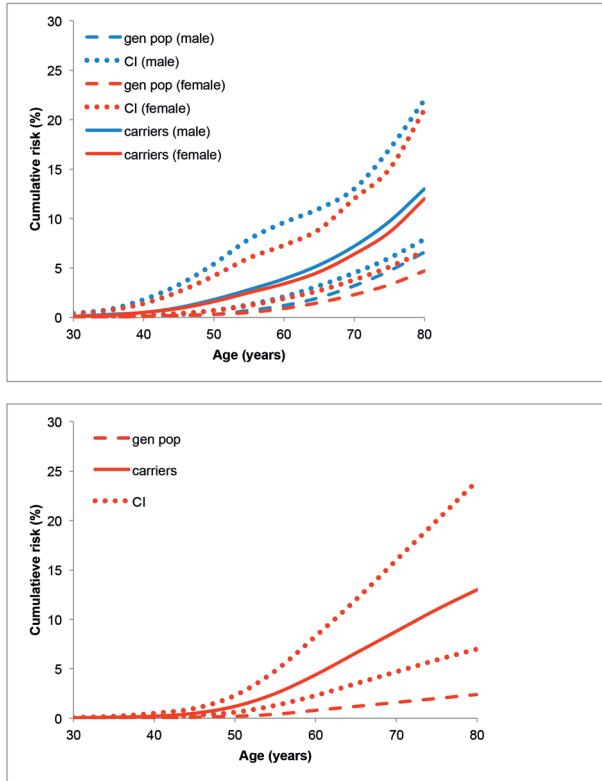 30
25
20
15
10
5
0
Cumulative risk (%)
gen pop (male)
CI (male)
gen pop (female)
CI (female)
carriers (male)
carriers (female)
30 40 50 60 70 80
Age (years)
30
25
20
15
10
5
0
Cumulatieve risk (%)
gen pop
carriers
CI
30 40 50 60 70 80
Age (years)